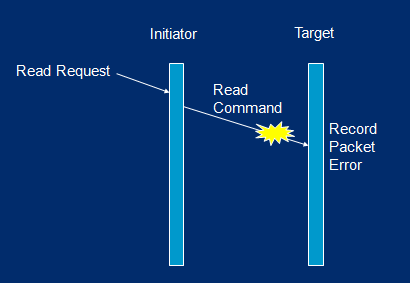 Initiator
Target
Read Request
Read
Command
Record
Packet
Error